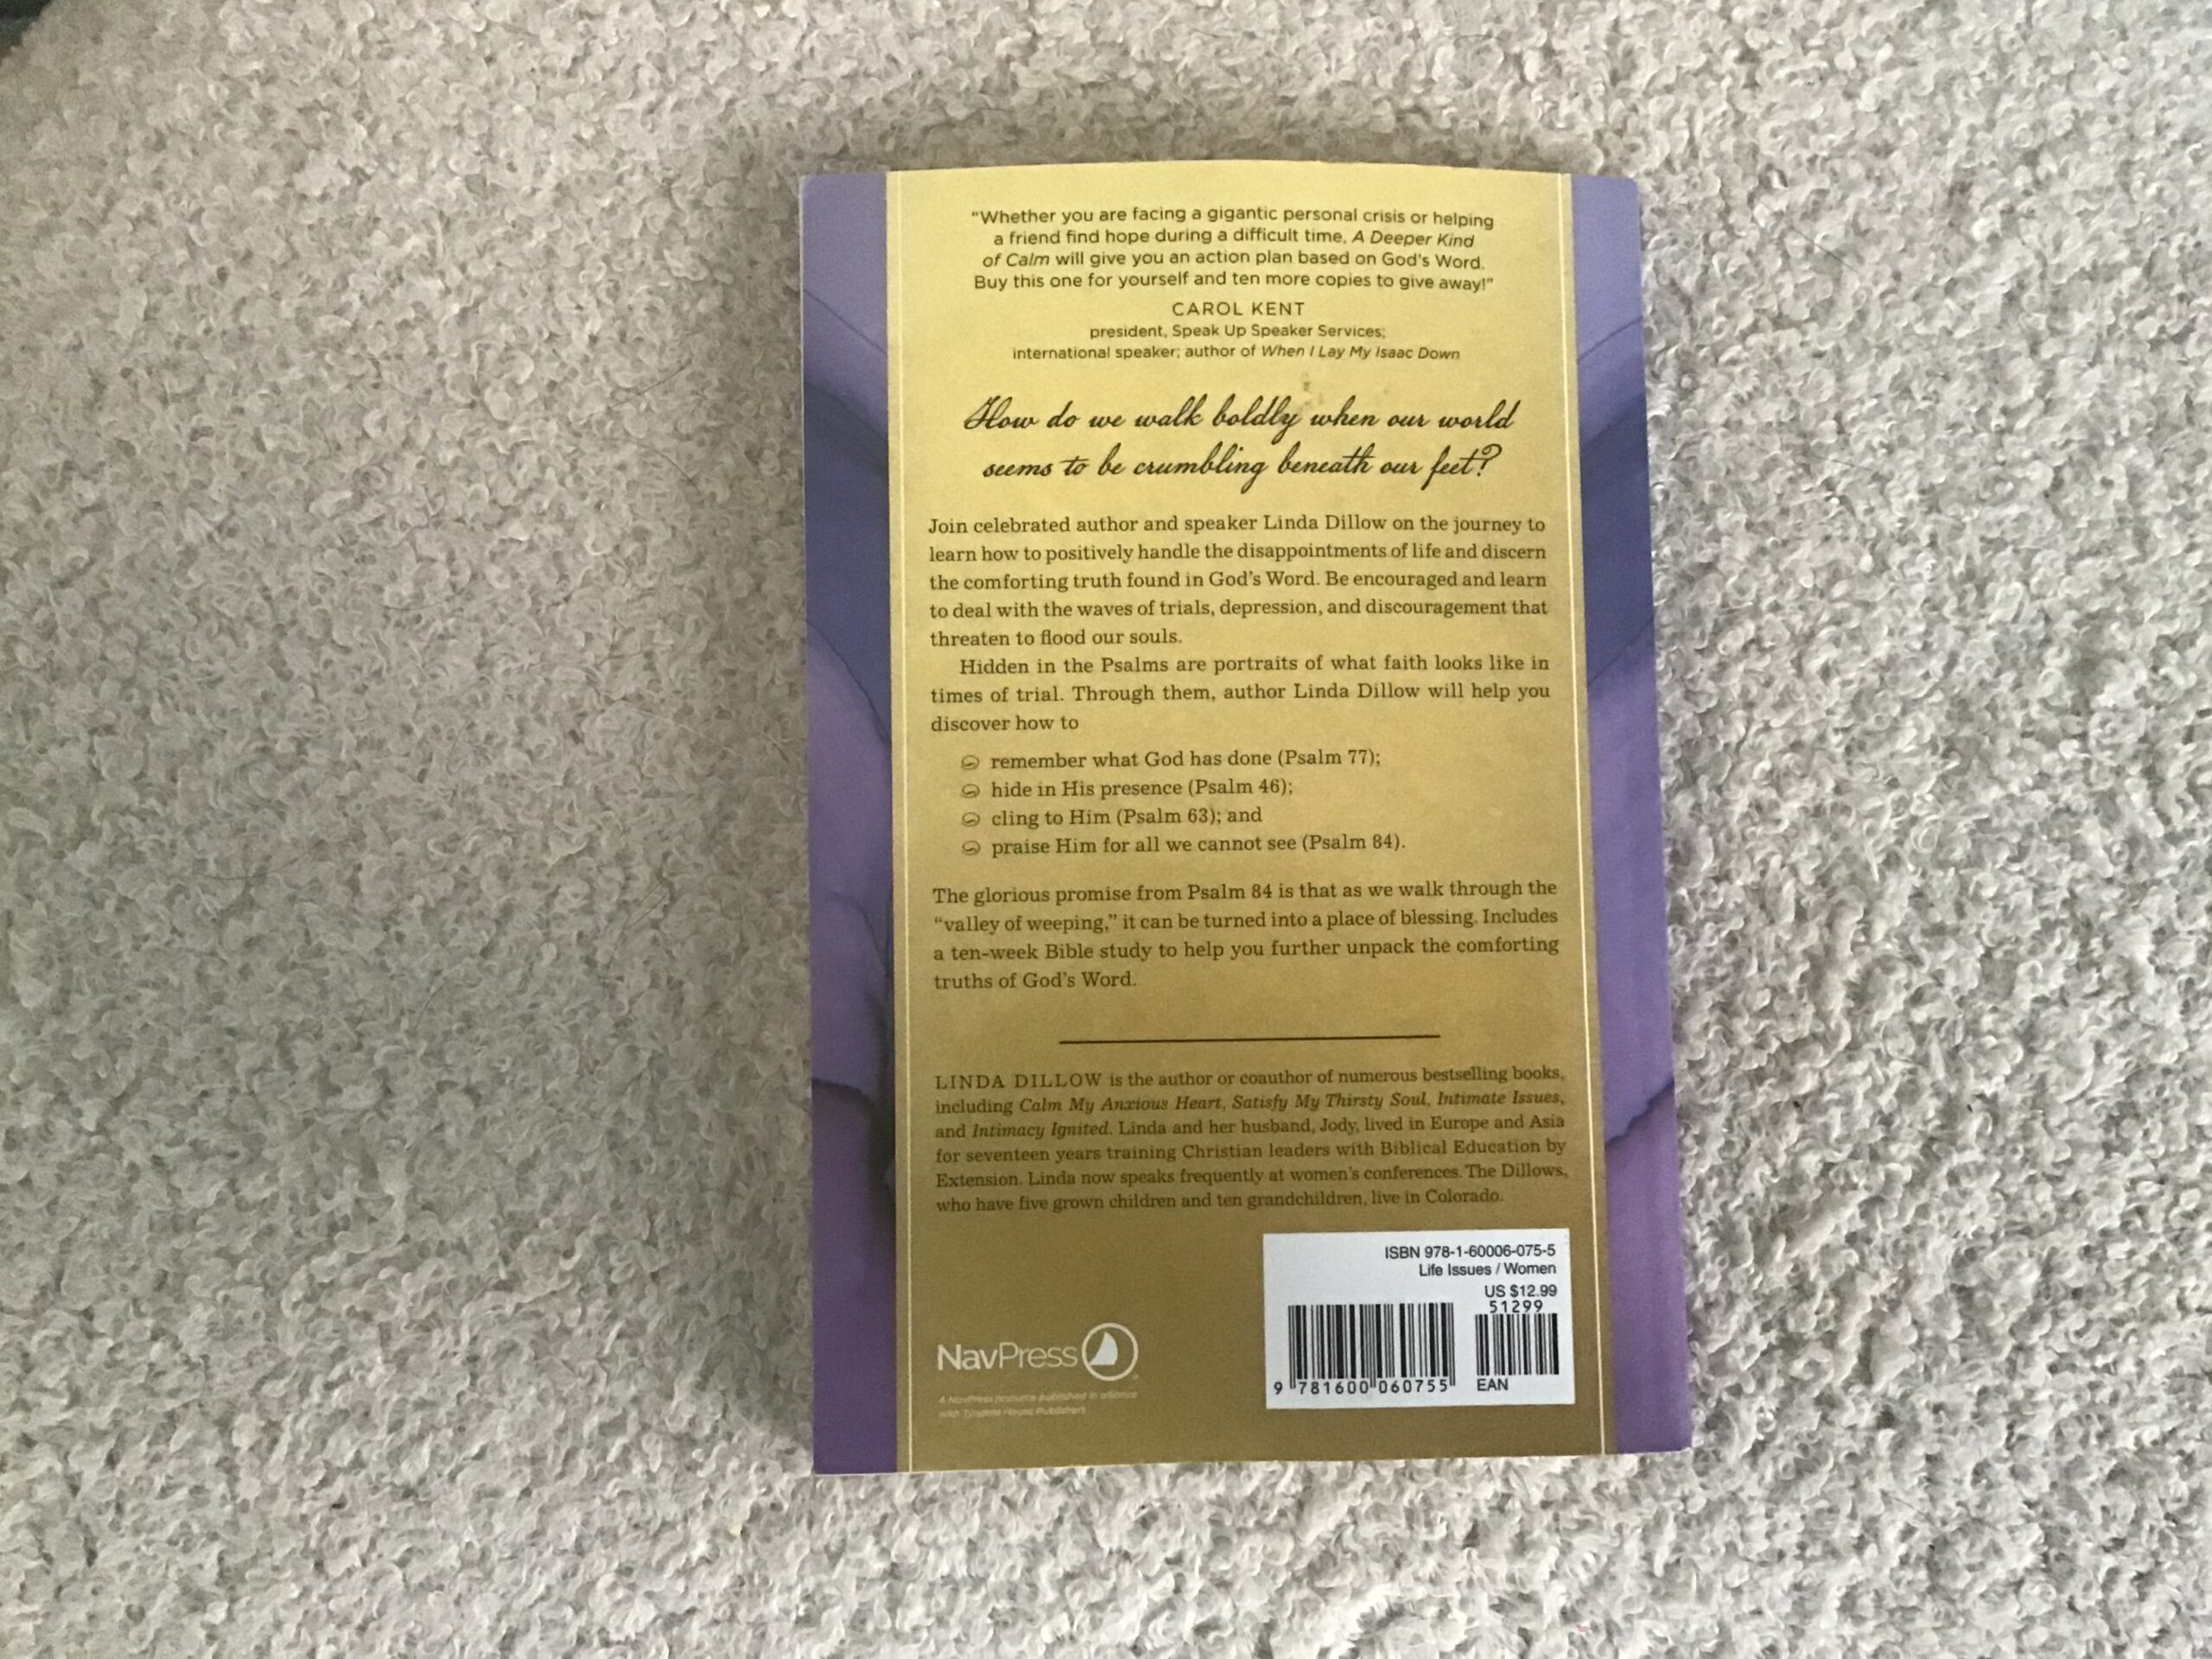 "Whether you are facing a gigantic personal crisis or helping
a friend find hope during a difficult time, A Deeper Kind
of Calm will give you an action plan based on God's Word.
Buy this one for yourself and ten more copies to give away!"
CAROL KENT
president, Speak Up Speaker Services;
international speaker; author of When I Lay My Isaac Down
How do we walk boldly when our world
seems to be crumbling beneath our feet?
Join celebrated author and speaker Linda Dillow on the journey to
learn how to positively handle the disappointments of life and discern
the comforting truth found in God's Word. Be encouraged and learn
to deal with the waves of trials, depression, and discouragement that
threaten to flood our souls.
Hidden in the Psalms are portraits of what faith looks like in
times of trial. Through them, author Linda Dillow will help you
discover how to
remember what God has done (Psalm 77);
hide in His presence (Psalm 46);
cling to Him (Psalm 63); and
praise Him for all we cannot see (Psalm 84).
The glorious promise from Psalm 84 is that as we walk through the
"valley of weeping," it can be turned into a place of blessing. Includes
a ten-week Bible study to help you further unpack the comforting
truths of God's Word.
LINDA DILLOW is the author or coauthor of numerous bestselling books,
including Calm My Anxious Heart, Satisfy My Thirsty Soul, Intimate Issues,
and Intimacy Ignited. Linda and her husband, Jody, lived in Europe and Asia
for seventeen years training Christian leaders with Biblical Education by
Extension. Linda now speaks frequently at women's conferences. The Dillows,
who have five grown children and ten grandchildren, live in Colorado.
ISBN 978-1-60006-075-5
Life Issues / Women
US $12.99
51299
9 781600 060755
EAN
NavPress
A NavPress resource published in alliance
with Tyndale House Publishers